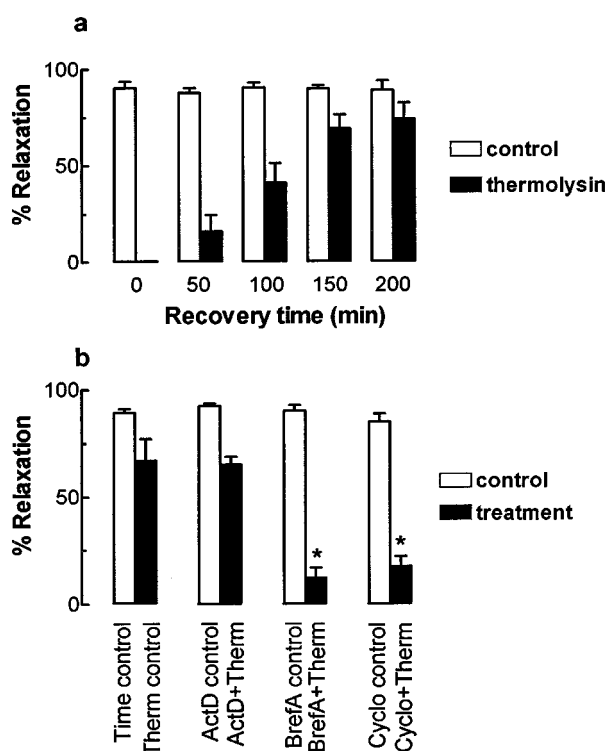 a
% Relaxation
100
50
0
control
thermolysin
0 50 100 150 200
Recovery time (min)
b
% Relaxation
100
50
0
control
treatment
*
*
Time control
Therm control
ActD control
ActD+Therm
BrefA control
BrefA+Therm
Cyclo control
Cyclo+Therm